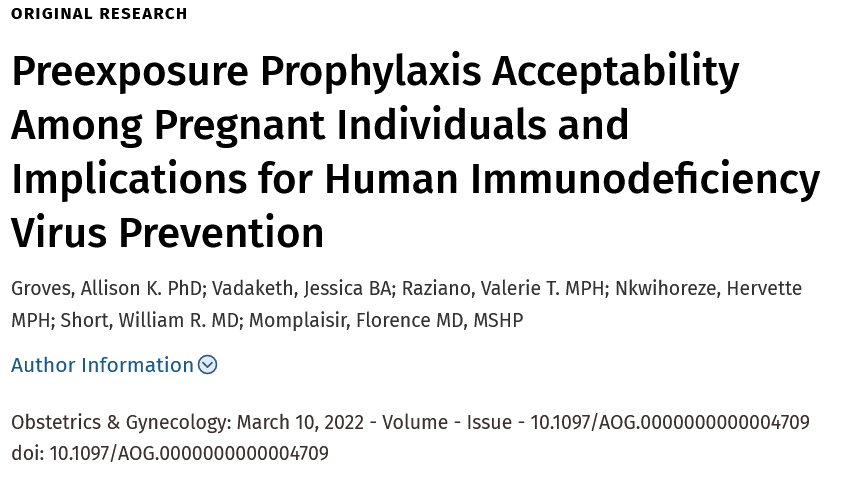 ORIGINAL RESEARCH
Preexposure Prophylaxis Acceptability
Among Pregnant Individuals and
Implications for Human Immunodeficiency
Virus Prevention
Groves, Allison K. PhD; Vadaketh, Jessica BA; Raziano, Valerie T. MPH; Nkwihoreze, Hervette
MPH; Short, William R. MD; Momplaisir, Florence MD, MSHP
Author Information
Obstetrics & Gynecology: March 10, 2022 - Volume - Issue - 10.1097/AOG.0000000000004709
doi: 10.1097/AOG.0000000000004709